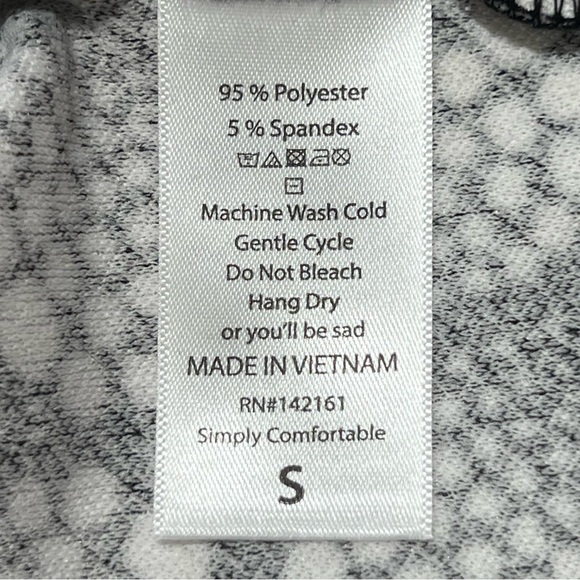 95 % Polyester
5 % Spandex
Machine Wash Cold
Gentle Cycle
Do Not Bleach
Hang Dry
or you'll be sad
MADE IN VIETNAM
RN#142161
Simply Comfortable
S